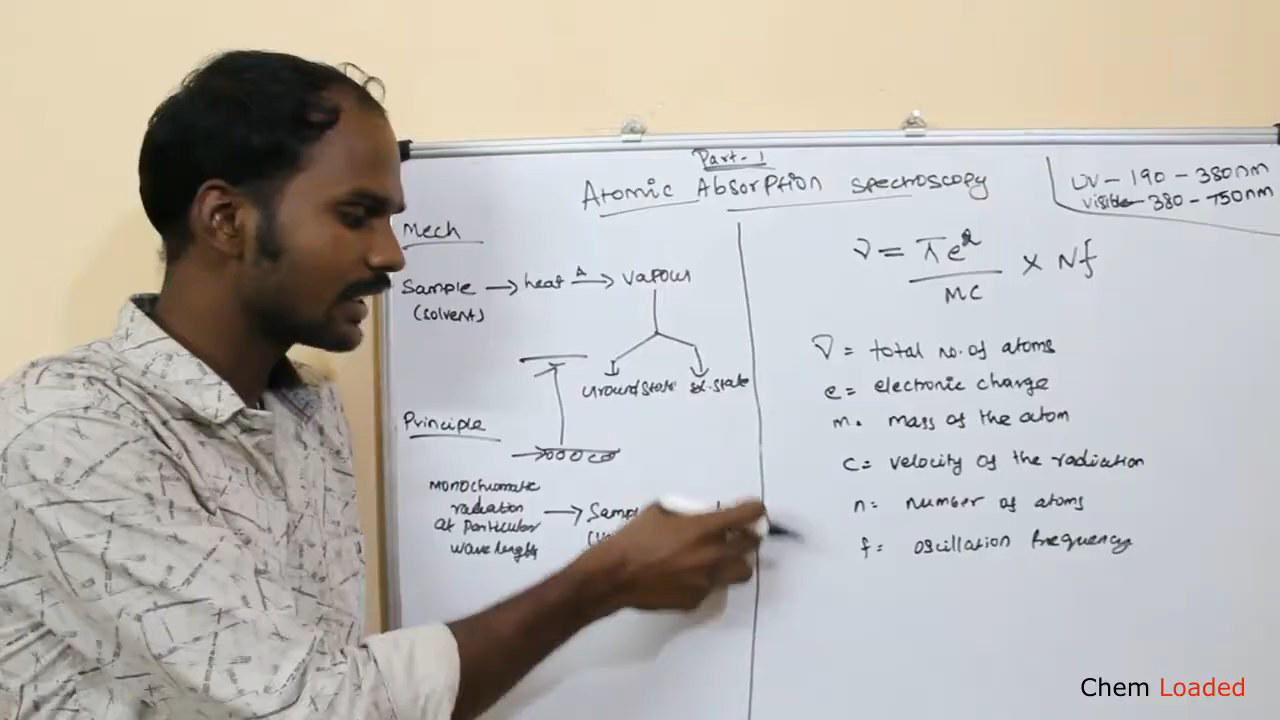 Part-1
Atomic Absorption spectroscopy
UV - 190 - 380nm
visible 380 - 750nm
Mech
Sample → heat Δ→ vapour
(solvent)
Ground state ex.state
Principle
Monochromatic
radiation → Samp
at particular
wavelenght
ν = πe²
MC
× Nf
ν = total no. of atoms
e = electronic charge
m. mass of the atom
c = velocity of the radiation
n = number of atoms
f = oscillation frequency
Chem Loaded